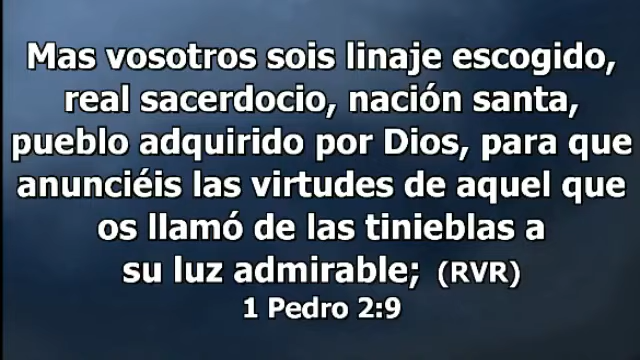 Mas vosotros sois linaje escogido,
real sacerdocio, nación santa,
pueblo adquirido por Dios, para que
anunciéis las virtudes de aquel que
os llamó de las tinieblas a
su luz admirable; (RVR)
1 Pedro 2:9